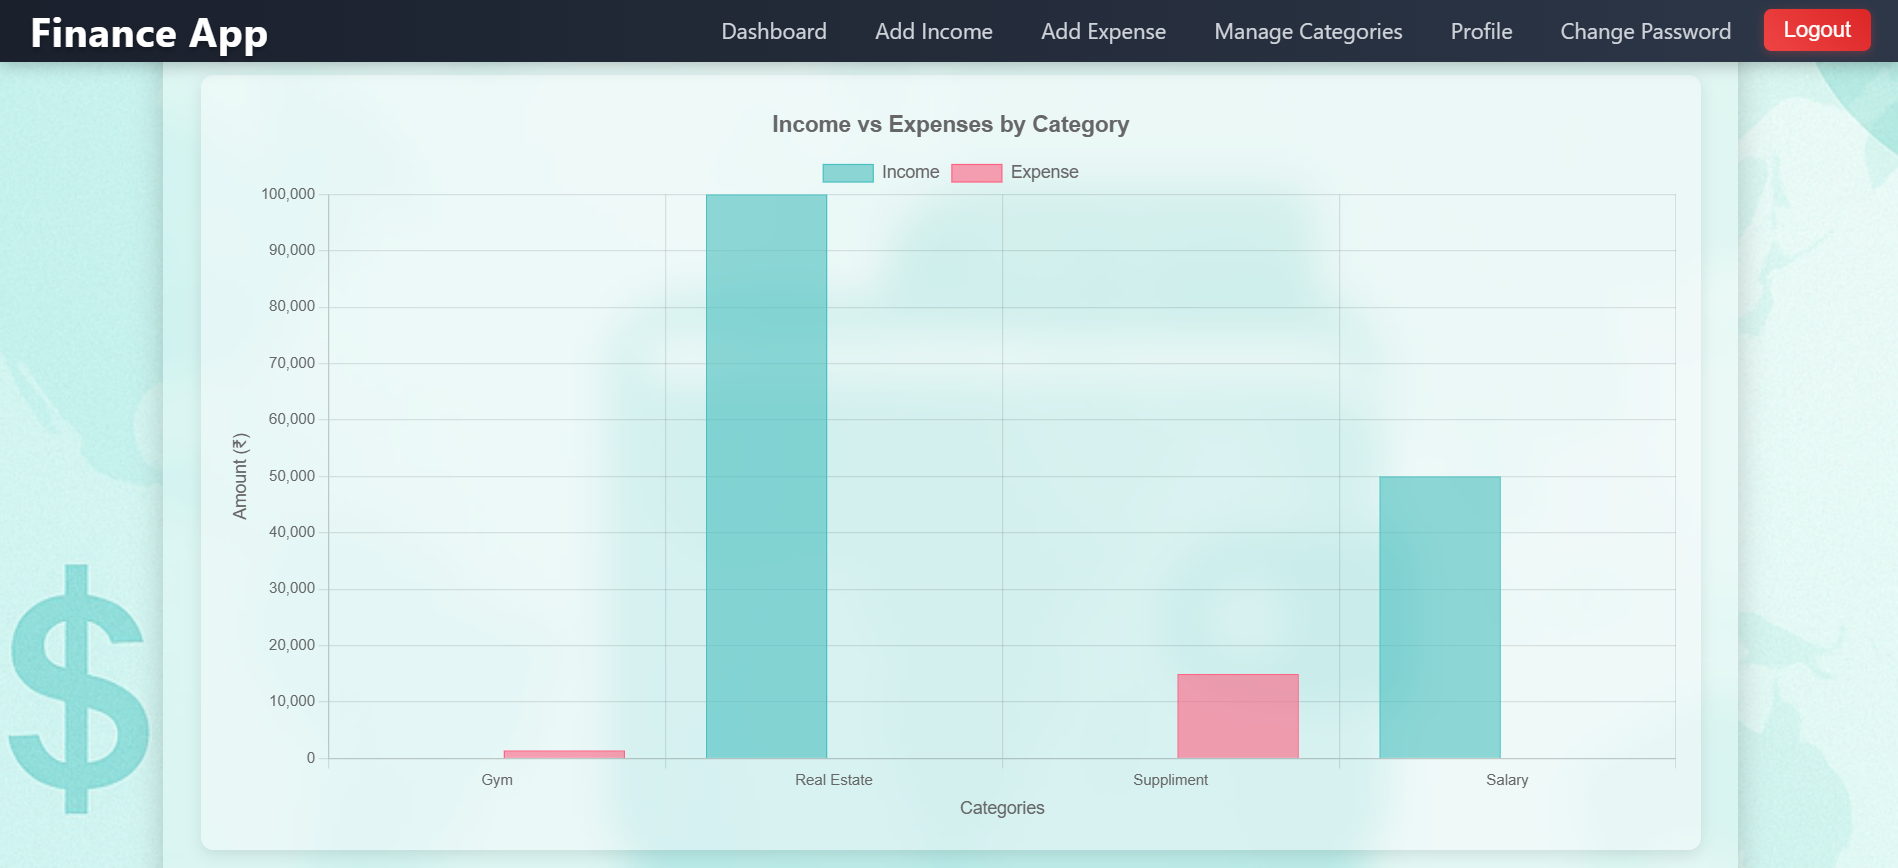 Finance App
Dashboard Add Income Add Expense Manage Categories Profile Change Password Logout
Income vs Expenses by Category
Income Expense
100,000
90,000
80,000
70,000
60,000
50,000
40,000
30,000
20,000
10,000
0
Amount (₹)
Gym Real Estate Suppliment Salary
Categories
$